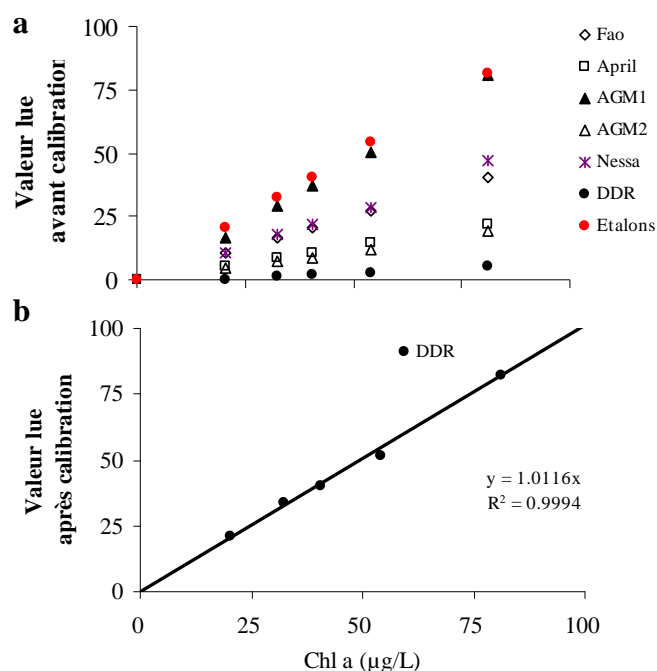 a
100
75
50
25
0
Valeur lue
avant calibration
Fao
April
AGM1
AGM2
Nessa
DDR
Etalons
b
100
75
50
25
0
Valeur lue
après calibration
DDR
y = 1.0116x
R² = 0.9994
0 25 50 75 100
Chl a (µg/L)